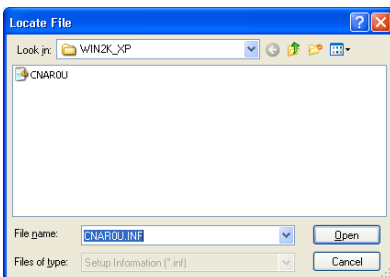 Locate File
Look in: WIN2K_XP
CNAR0U
File name: CNAR0U.INF Open
Files of type: Setup Information (*.inf) Cancel